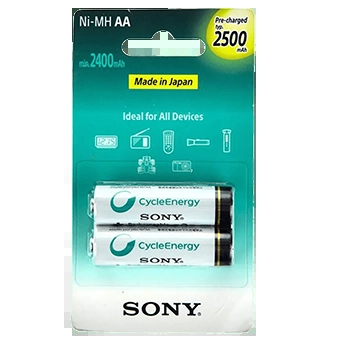 Ni-MH AA
min. 2400mAh
Pre-charged
typ.
2500
mAh
Made in Japan
Ideal for All Devices
CycleEnergy
SONY
CycleEnergy
SONY
SONY